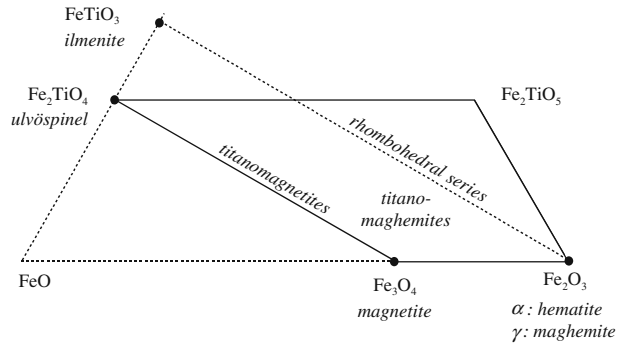 FeTiO₃
ilmenite
Fe₂TiO₄
ulvöspinel
Fe₂TiO₅
rhombohedral series
titanomagnetites
titano-
maghemites
FeO
Fe₃O₄
magnetite
Fe₂O₃
α : hematite
γ : maghemite